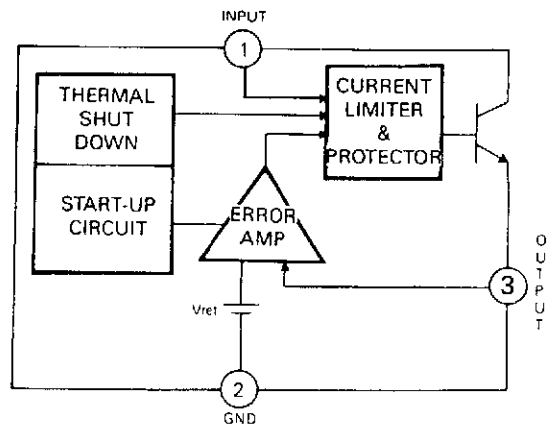 INPUT
1
THERMAL
SHUT
DOWN
CURRENT
LIMITER
&
PROTECTOR
START-UP
CIRCUIT
ERROR
AMP
OUTPUT
3
Vref
2
GND